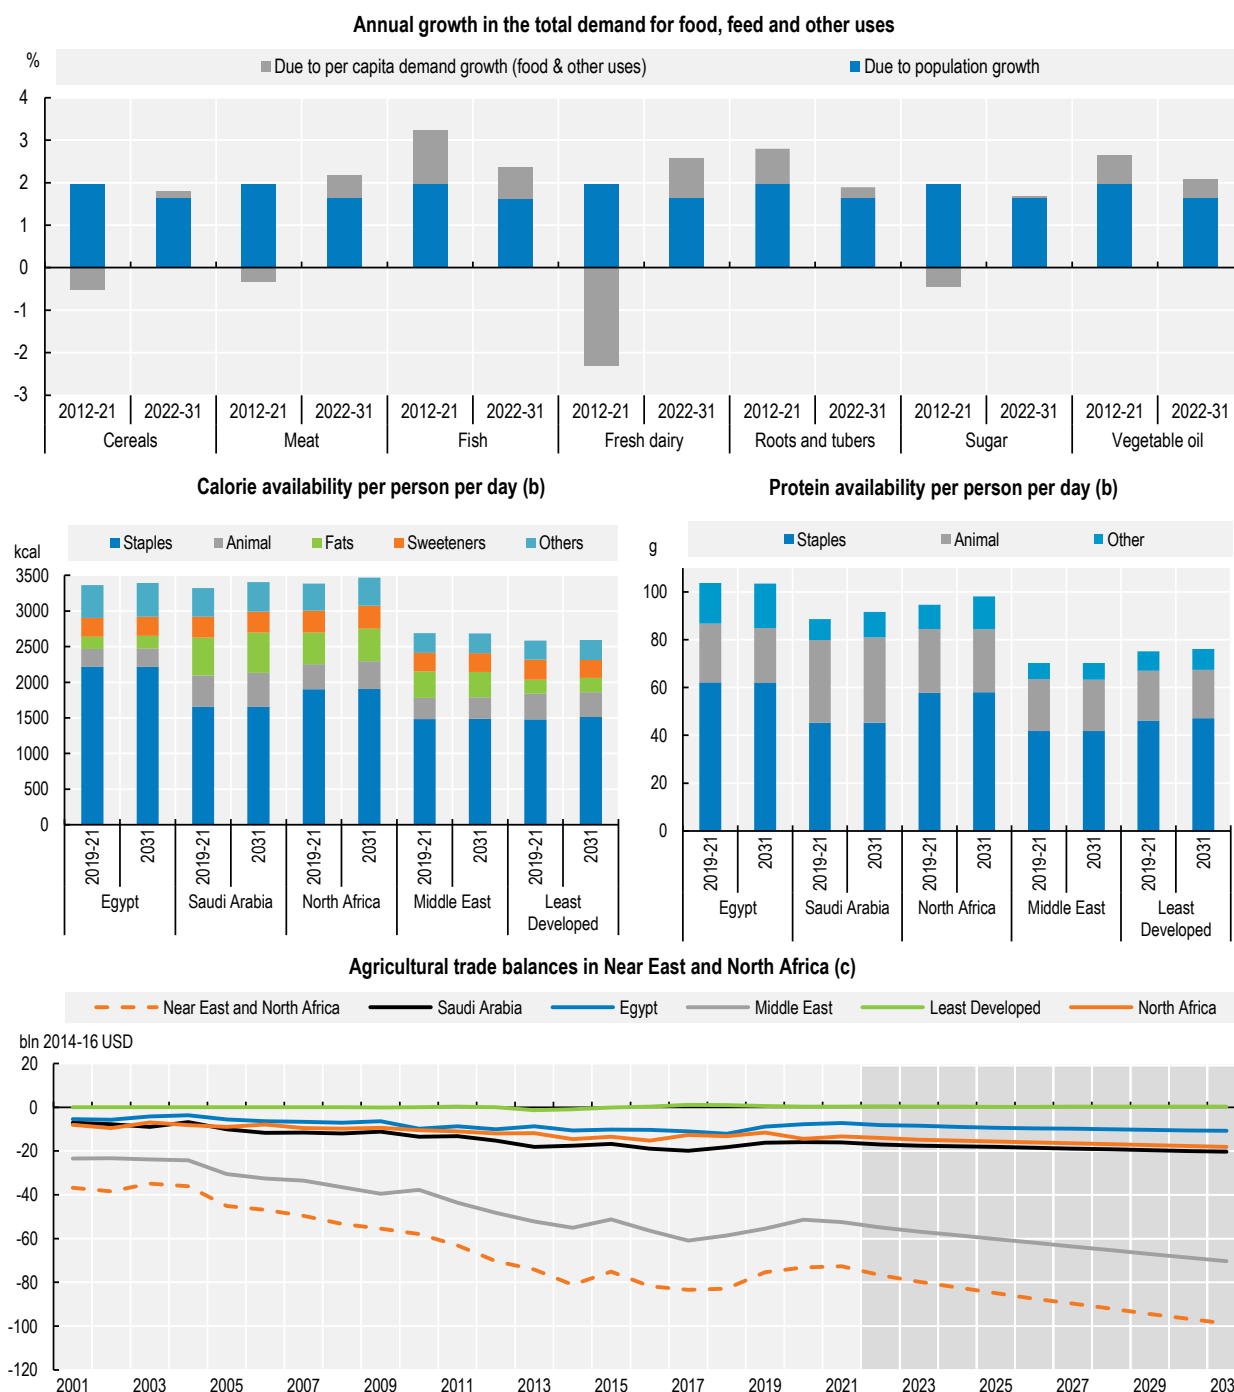 Annual growth in the total demand for food, feed and other uses
%
Due to per capita demand growth (food & other uses)
Due to population growth
4
3
2
1
0
-1
-2
-3
2012-21 2022-31 2012-21 2022-31 2012-21 2022-31 2012-21 2022-31 2012-21 2022-31 2012-21 2022-31 2012-21 2022-31
Cereals Meat Fish Fresh dairy Roots and tubers Sugar Vegetable oil
Calorie availability per person per day (b)
kcal
Staples Animal Fats Sweeteners Others
3500
3000
2500
2000
1500
1000
500
0
2019-21 2031 2019-21 2031 2019-21 2031 2019-21 2031 2019-21 2031
Egypt Saudi Arabia North Africa Middle East Least
Developed
Protein availability per person per day (b)
g
Staples Animal Other
100
80
60
40
20
0
2019-21 2031 2019-21 2031 2019-21 2031 2019-21 2031 2019-21 2031
Egypt Saudi Arabia North Africa Middle East Least
Developed
Agricultural trade balances in Near East and North Africa (c)
Near East and North Africa Saudi Arabia Egypt Middle East Least Developed North Africa
bln 2014-16 USD
20
0
-20
-40
-60
-80
-100
-120
2001 2003 2005 2007 2009 2011 2013 2015 2017 2019 2021 2023 2025 2027 2029 203